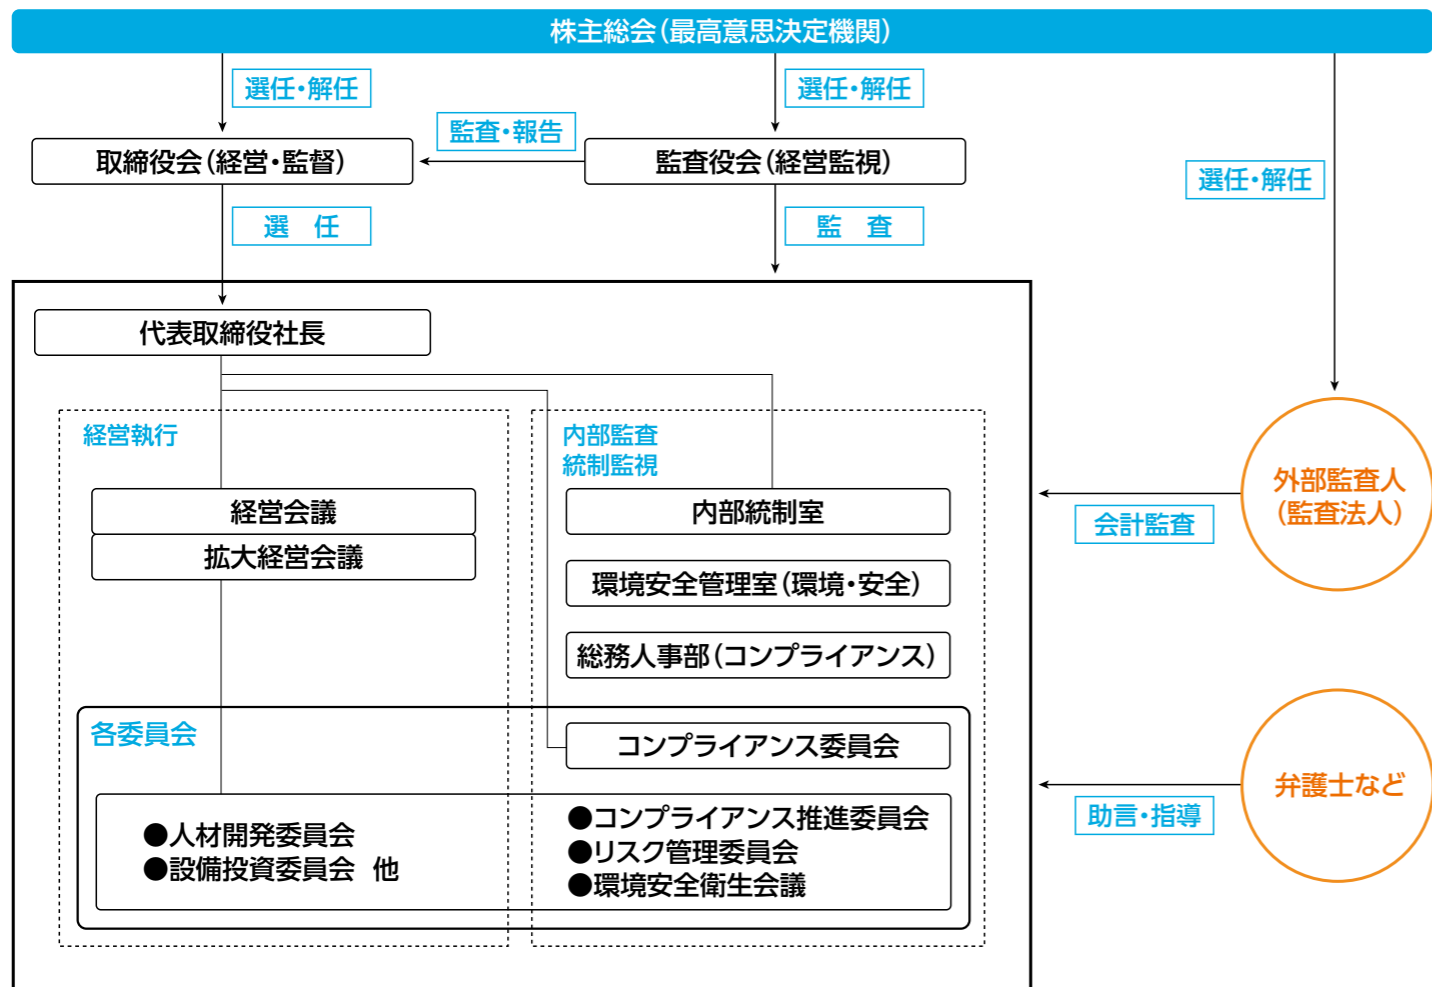 株主総会（最高意思決定機関）
選任・解任
選任・解任
監査・報告
取締役会（経営・監督）
監査役会（経営監視）
選任・解任
選　任
監　査
代表取締役社長
経営執行
内部監査
統制監視
経営会議
拡大経営会議
内部統制室
環境安全管理室（環境・安全）
総務人事部（コンプライアンス）
外部監査人
（監査法人）
会計監査
各委員会
コンプライアンス委員会
●人材開発委員会
●設備投資委員会 他
●コンプライアンス推進委員会
●リスク管理委員会
●環境安全衛生会議
弁護士など
助言・指導